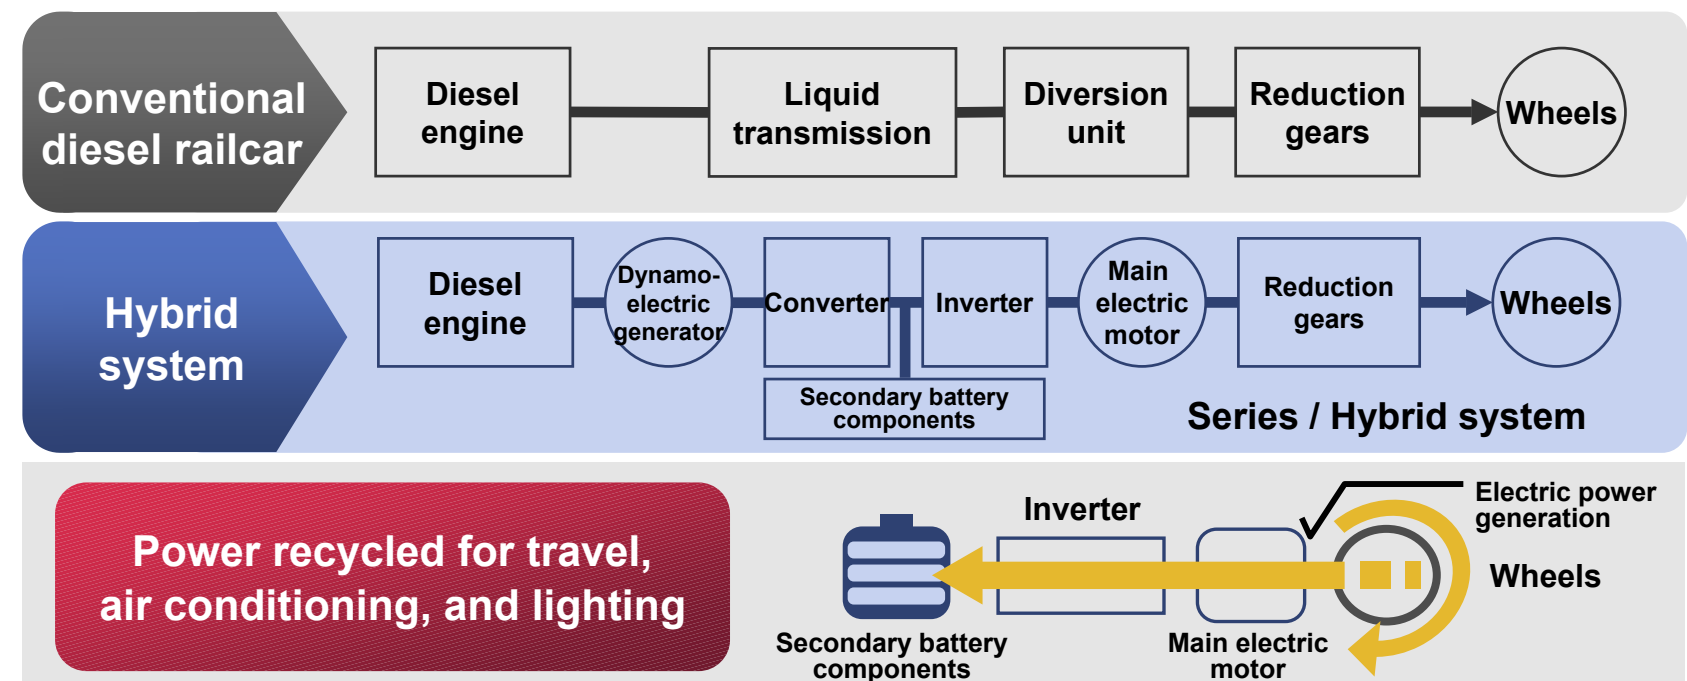 Conventional
diesel railcar
Diesel
engine
Liquid
transmission
Diversion
unit
Reduction
gears
Wheels
Hybrid
system
Diesel
engine
Dynamo-
electric
generator
Converter
Inverter
Main
electric
motor
Reduction
gears
Wheels
Secondary battery
components
Series / Hybrid system
Power recycled for travel,
air conditioning, and lighting
Inverter
Electric power
generation
Wheels
Secondary battery
components
Main electric
motor